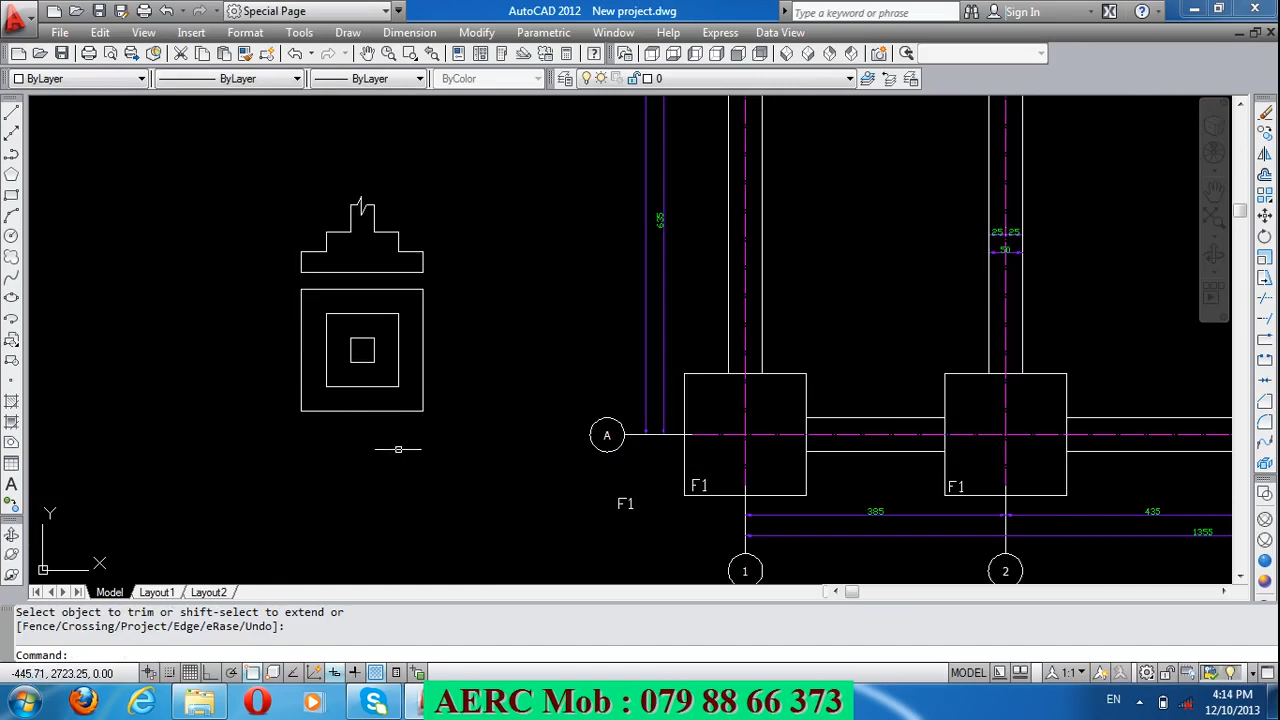 Special Page
AutoCAD 2012 New project.dwg
Type a keyword or phrase
Sign In
File Edit View Insert Format Tools Draw Dimension Modify Parametric Window Help Express Data View
ByLayer ByLayer ByLayer ByColor 0
635
25 25
50
A
F1
F1
F1
385
435
1355
1
2
Y
X
Model Layout1 Layout2
Select object to trim or shift-select to extend or
[Fence/Crossing/Project/Edge/eRase/Undo]:
Command:
-445.71, 2723.25, 0.00
MODEL
1:1
AERC Mob : 079 88 66 373
EN
4:14 PM
12/10/2013